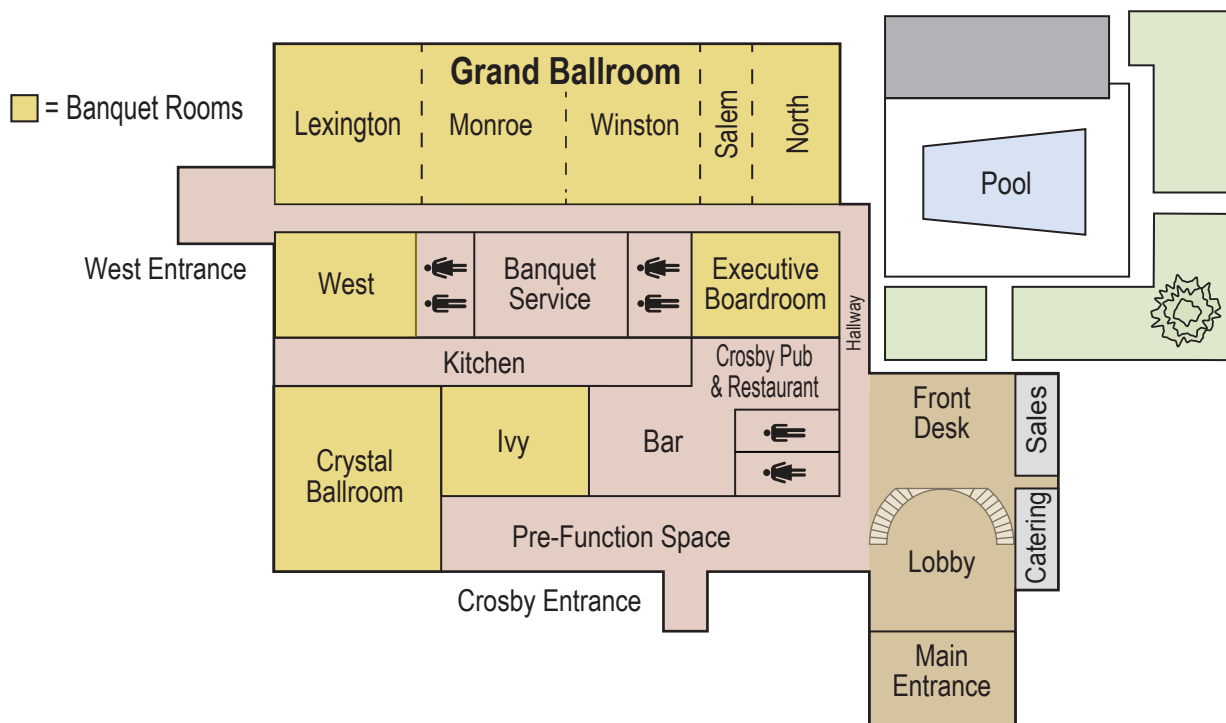 Grand Ballroom
= Banquet Rooms
Lexington
Monroe
Winston
Salem
North
Pool
West Entrance
West
Banquet
Service
Executive
Boardroom
Hallway
Kitchen
Crosby Pub
& Restaurant
Front
Desk
Sales
Crystal
Ballroom
Ivy
Bar
Pre-Function Space
Lobby
Catering
Crosby Entrance
Main
Entrance